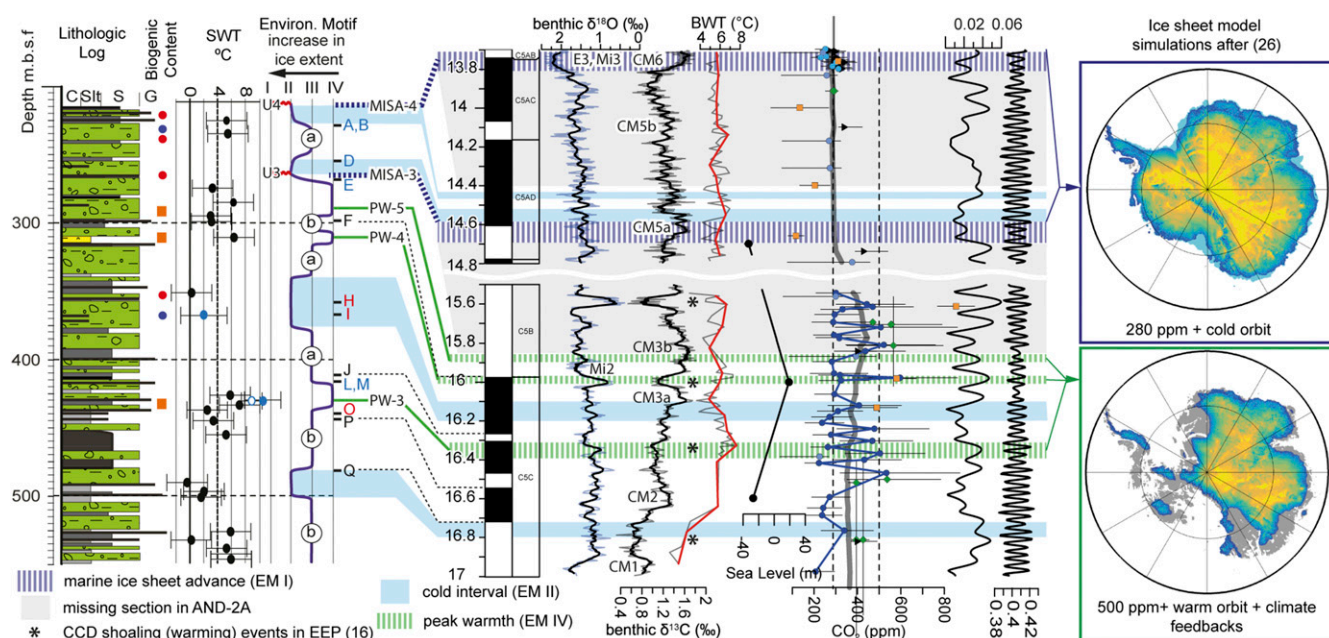 Depth m.b.s.f
Lithologic
Log
C Slt S G
Biogenic
Content
SWT
ºC
0 4 8
Environ. Motif
increase in
ice extent
I II III IV
300
400
500
U4
U3
a
a
b
a
a
b
b
MISA-4
A,B
D
MISA-3
E
PW-5
F
PW-4
H
I
J
L,M
PW-3
O
P
Q
13.8
14
14.2
14.4
14.6
14.8
15.6
15.8
16
16.2
16.4
16.6
16.8
17
C5AB
C5AC
C5AD
C5B
C5C
benthic δ18O (‰)
2 1 0
E3, Mi3
Mi2
CM6
CM5b
CM5a
CM3b
CM3a
CM2
CM1
0.4 1 1.6 2
benthic δ13C (‰)
BWT (°C)
4 6 8
*
*
*
*
40 0 40
Sea Level (m)
200 400 600 800
CO2 (ppm)
0.02 0.06
0.38 0.4 0.42
Ice sheet model
simulations after (26)
280 ppm + cold orbit
500 ppm+ warm orbit + climate
feedbacks
marine ice sheet advance (EM I)
missing section in AND-2A
* CCD shoaling (warming) events in EEP (16)
cold interval (EM II)
peak warmth (EM IV)